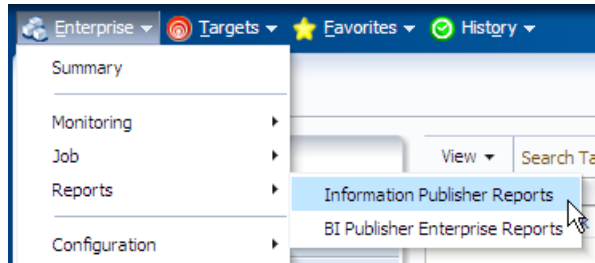 Enterprise Targets Favorites History
Summary
Monitoring
Job
View Search Ta
Reports
Information Publisher Reports
BI Publisher Enterprise Reports
Configuration